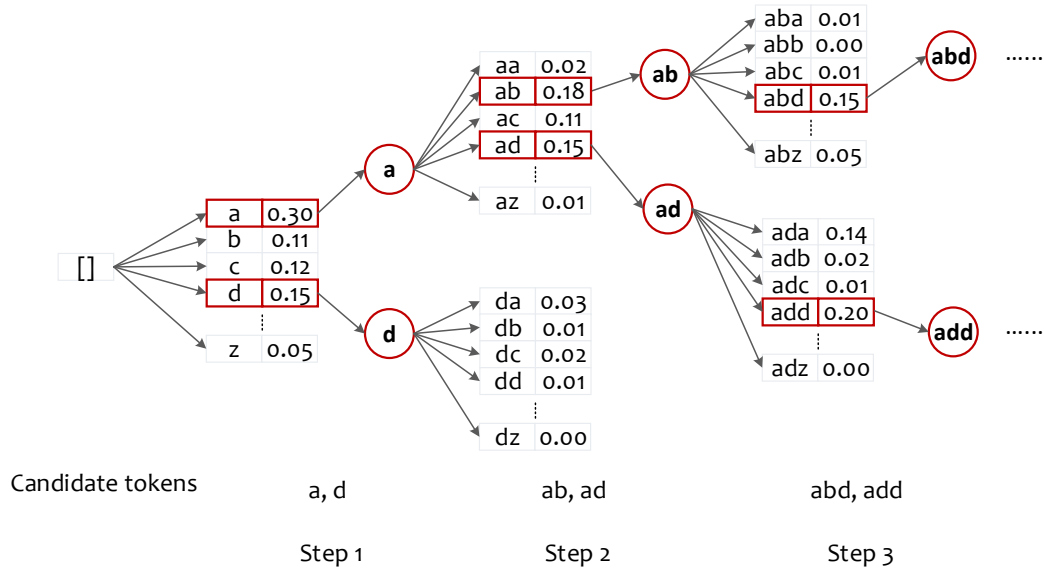 []
a 0.30
b 0.11
c 0.12
d 0.15
z 0.05
a
d
aa 0.02
ab 0.18
ac 0.11
ad 0.15
az 0.01
da 0.03
db 0.01
dc 0.02
dd 0.01
dz 0.00
ab
ad
aba 0.01
abb 0.00
abc 0.01
abd 0.15
abz 0.05
ada 0.14
adb 0.02
adc 0.01
add 0.20
adz 0.00
abd ......
add ......
Candidate tokens a, d ab, ad abd, add
Step 1 Step 2 Step 3